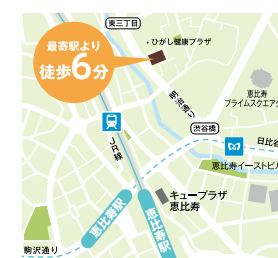 東三丁目
最寄駅より
徒歩6分
・ひがし健康プラザ
明治通り
恵比寿
プライムスクエア
渋谷橋
JR線
日比谷
恵比寿イーストビル
キュープラザ
恵比寿
恵比寿駅
恵比寿駅
駒沢通り